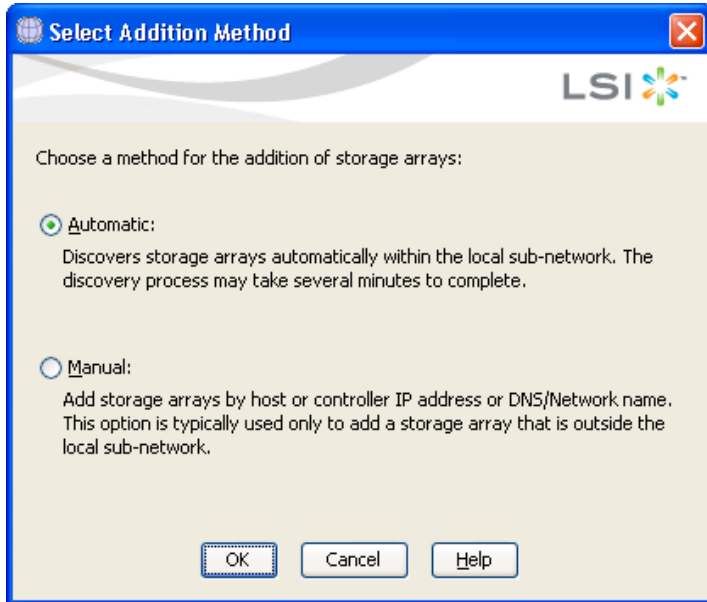 Select Addition Method
LSI
Choose a method for the addition of storage arrays:
Automatic:
Discovers storage arrays automatically within the local sub-network. The
discovery process may take several minutes to complete.
Manual:
Add storage arrays by host or controller IP address or DNS/Network name.
This option is typically used only to add a storage array that is outside the
local sub-network.
OK Cancel Help